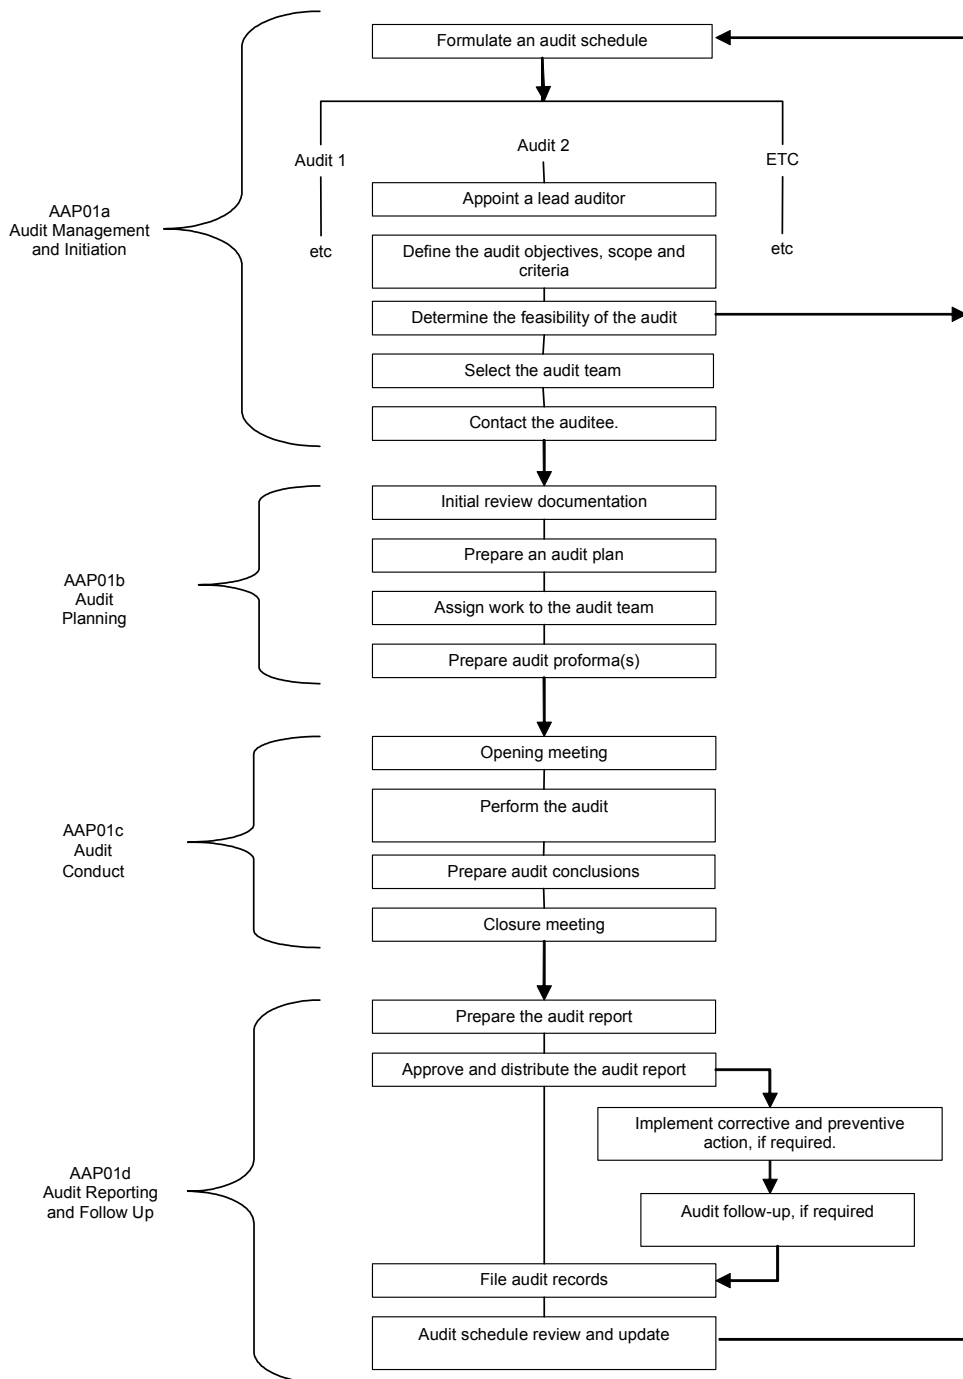 Formulate an audit schedule
Audit 1
Audit 2
ETC
Appoint a lead auditor
AAP01a
Audit Management
and Initiation
etc
etc
Define the audit objectives, scope and
criteria
Determine the feasibility of the audit
Select the audit team
Contact the auditee.
Initial review documentation
Prepare an audit plan
AAP01b
Audit
Planning
Assign work to the audit team
Prepare audit proforma(s)
Opening meeting
Perform the audit
AAP01c
Audit
Conduct
Prepare audit conclusions
Closure meeting
Prepare the audit report
Approve and distribute the audit report
Implement corrective and preventive
action, if required.
AAP01d
Audit Reporting
and Follow Up
Audit follow-up, if required
File audit records
Audit schedule review and update